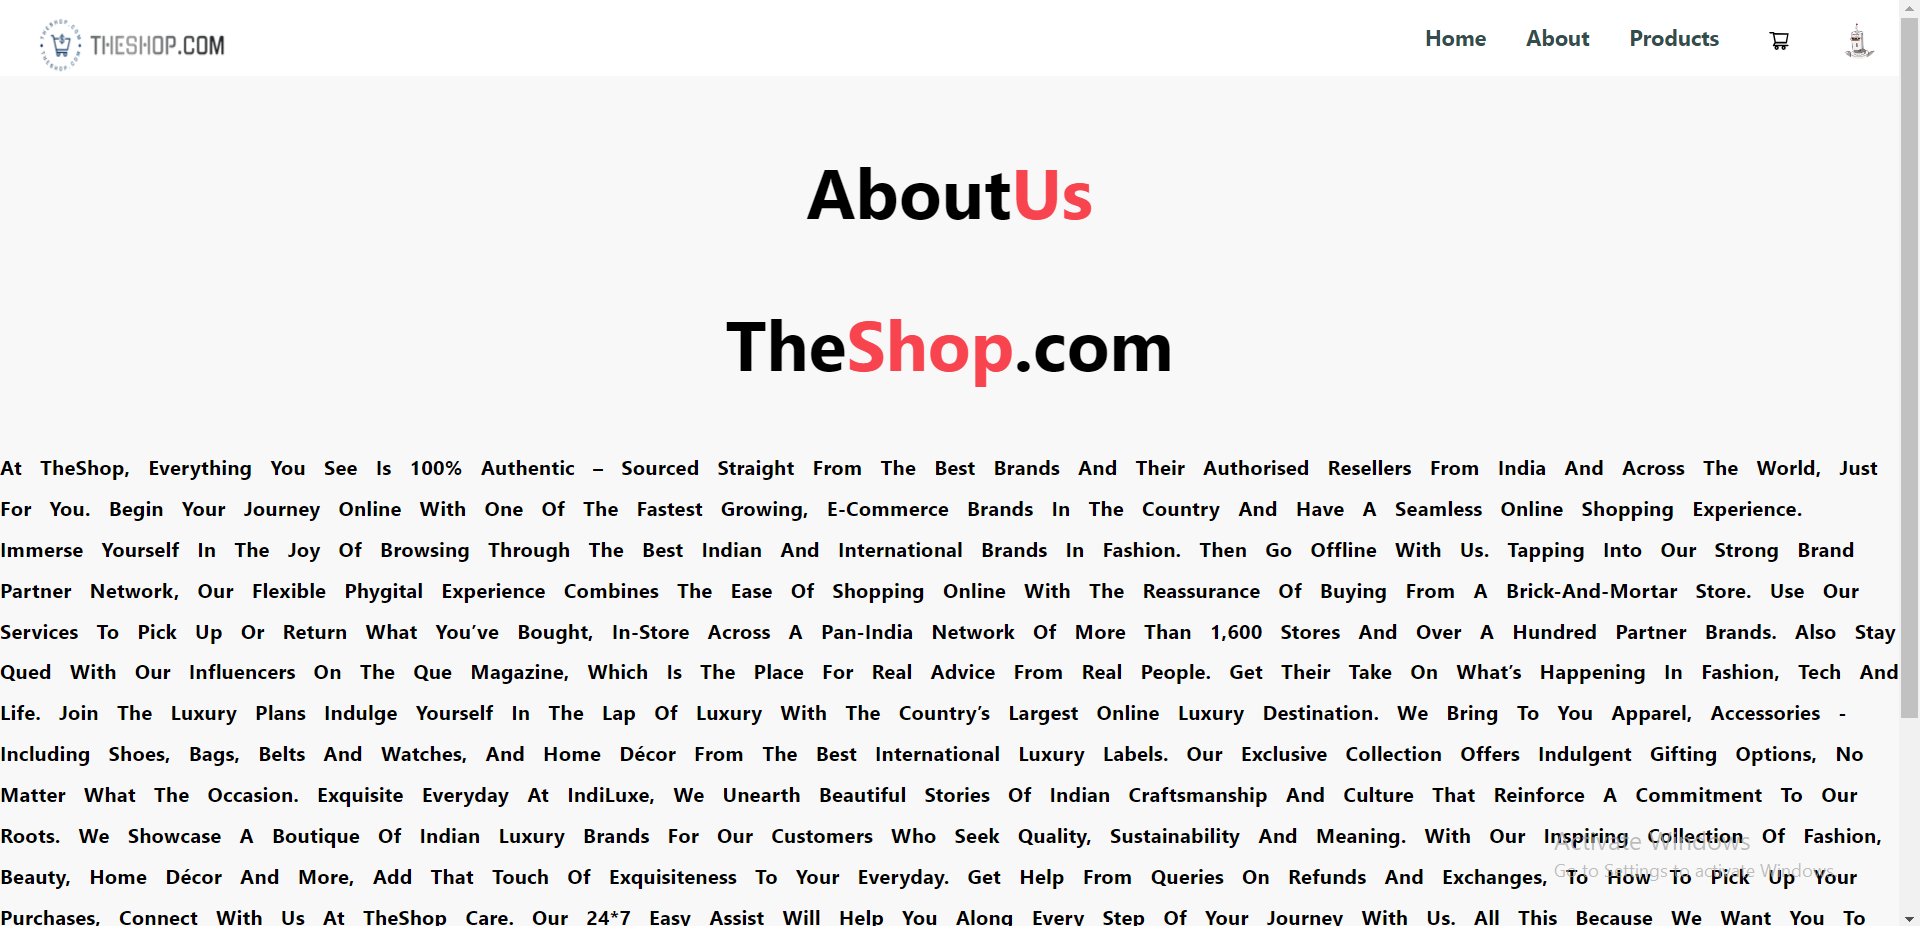 THESHOP.COM
Home About Products
AboutUs
TheShop.com
At TheShop, Everything You See Is 100% Authentic – Sourced Straight From The Best Brands And Their Authorised Resellers From India And Across The World, Just
For You. Begin Your Journey Online With One Of The Fastest Growing, E-Commerce Brands In The Country And Have A Seamless Online Shopping Experience.
Immerse Yourself In The Joy Of Browsing Through The Best Indian And International Brands In Fashion. Then Go Offline With Us. Tapping Into Our Strong Brand
Partner Network, Our Flexible Phygital Experience Combines The Ease Of Shopping Online With The Reassurance Of Buying From A Brick-And-Mortar Store. Use Our
Services To Pick Up Or Return What You’ve Bought, In-Store Across A Pan-India Network Of More Than 1,600 Stores And Over A Hundred Partner Brands. Also Stay
Qued With Our Influencers On The Que Magazine, Which Is The Place For Real Advice From Real People. Get Their Take On What’s Happening In Fashion, Tech And
Life. Join The Luxury Plans Indulge Yourself In The Lap Of Luxury With The Country’s Largest Online Luxury Destination. We Bring To You Apparel, Accessories -
Including Shoes, Bags, Belts And Watches, And Home Décor From The Best International Luxury Labels. Our Exclusive Collection Offers Indulgent Gifting Options, No
Matter What The Occasion. Exquisite Everyday At IndiLuxe, We Unearth Beautiful Stories Of Indian Craftsmanship And Culture That Reinforce A Commitment To Our
Roots. We Showcase A Boutique Of Indian Luxury Brands For Our Customers Who Seek Quality, Sustainability And Meaning. With Our Inspiring Collection Of Fashion,
Activate Windows
Beauty, Home Décor And More, Add That Touch Of Exquisiteness To Your Everyday. Get Help From Queries On Refunds And Exchanges, To How To Pick Up Your
Go to Settings to activate Windows.
Purchases, Connect With Us At TheShop Care. Our 24*7 Easy Assist Will Help You Along Every Step Of Your Journey With Us. All This Because We Want You To